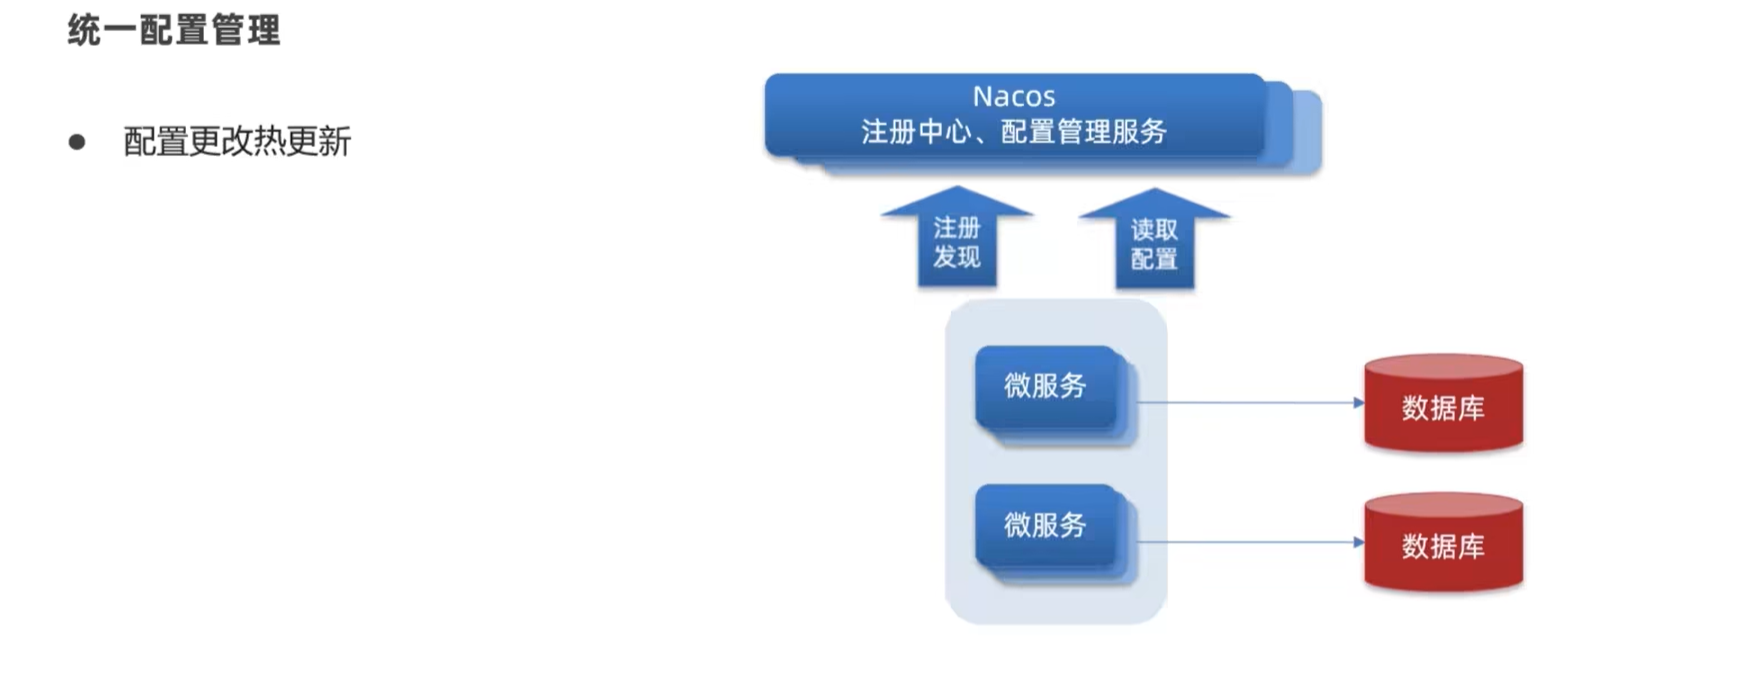 统一配置管理
● 配置更改热更新
Nacos
注册中心、配置管理服务
注册
发现
读取
配置
微服务
数据库
微服务
数据库